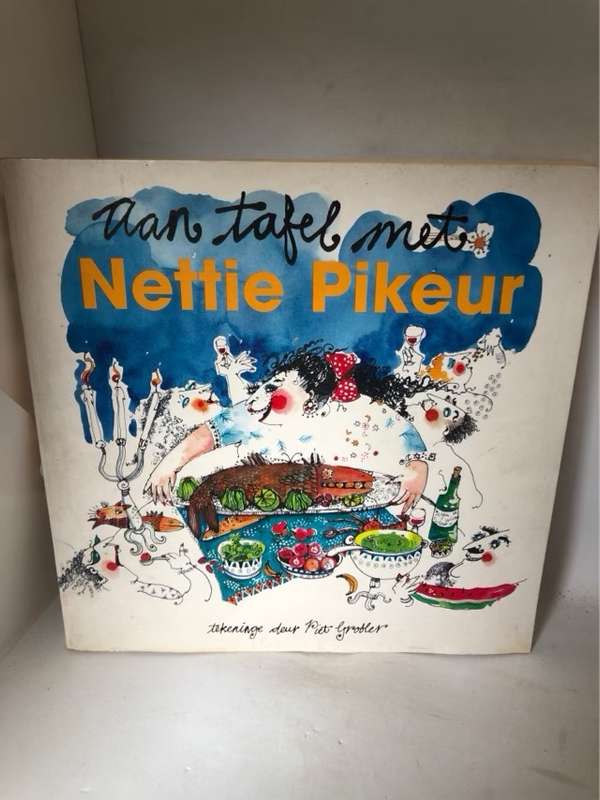 Aan tafel met
Nettie Pikeur
tekeninge deur Piet Grobler